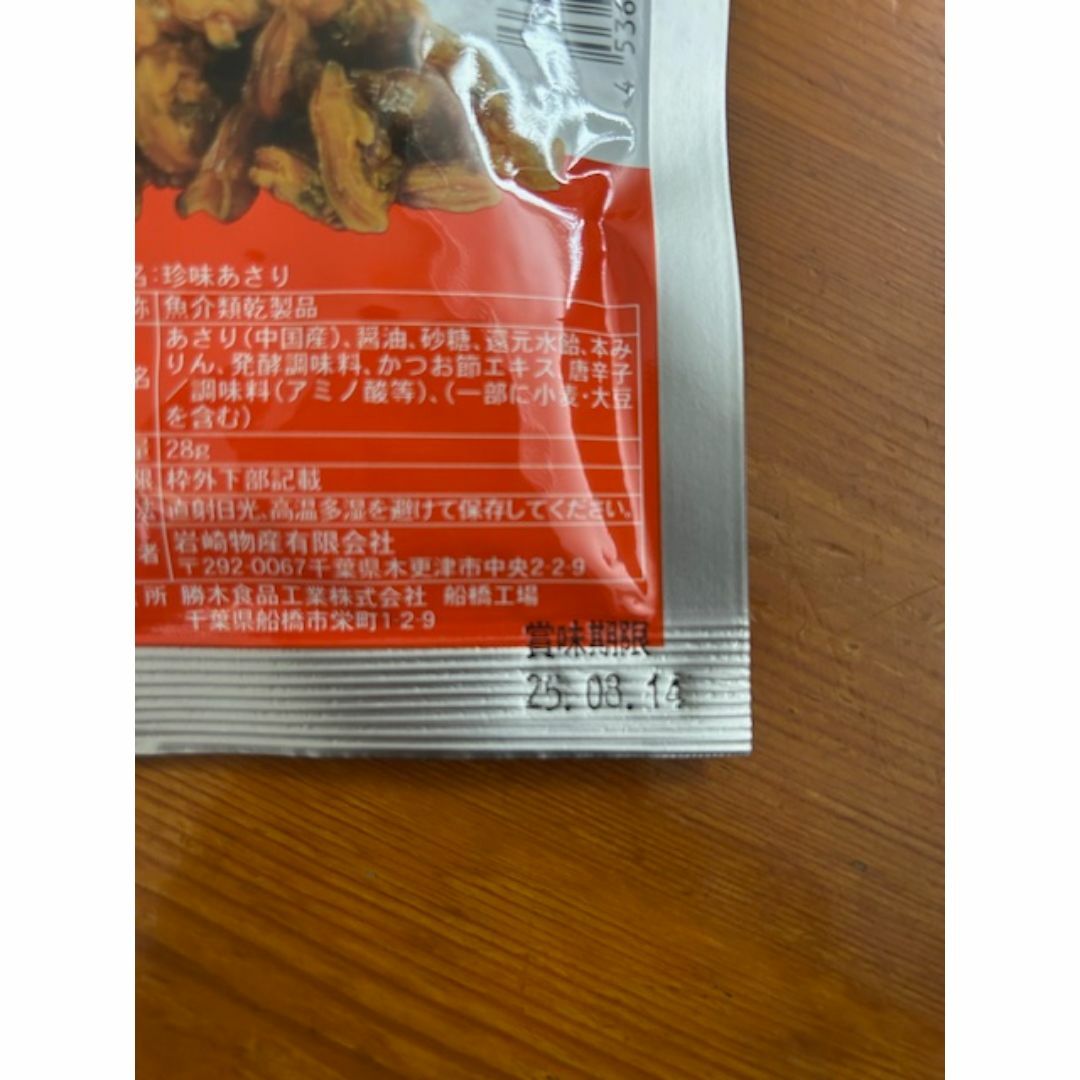 4 536
名:珍味あさり
称 魚介類乾製品
あさり(中国産)、醤油、砂糖、還元水飴、本み
りん、発酵調味料、かつお節エキス、唐辛子
名 /調味料(アミノ酸等)、(一部に小麦・大豆
を含む)
量 28g
限 枠外下部記載
法 直射日光、高温多湿を避けて保存してください。
者 岩崎物産有限会社
〒292-0067千葉県木更津市中央2-2-9
所 勝木食品工業株式会社 船橋工場
千葉県船橋市栄町1-2-9
賞味期限
25.08.14